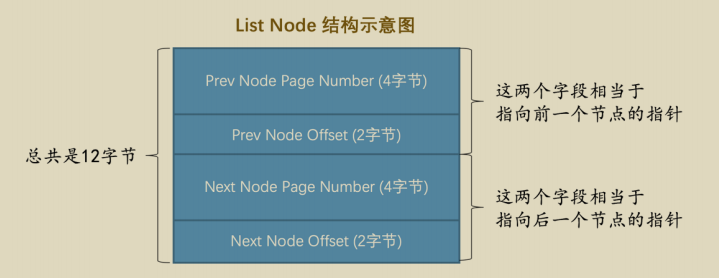 List Node 结构示意图
Prev Node Page Number (4字节)
Prev Node Offset (2字节)
Next Node Page Number (4字节)
Next Node Offset (2字节)
总共是12字节
这两个字段相当于
指向前一个节点的指针
这两个字段相当于
指向后一个节点的指针